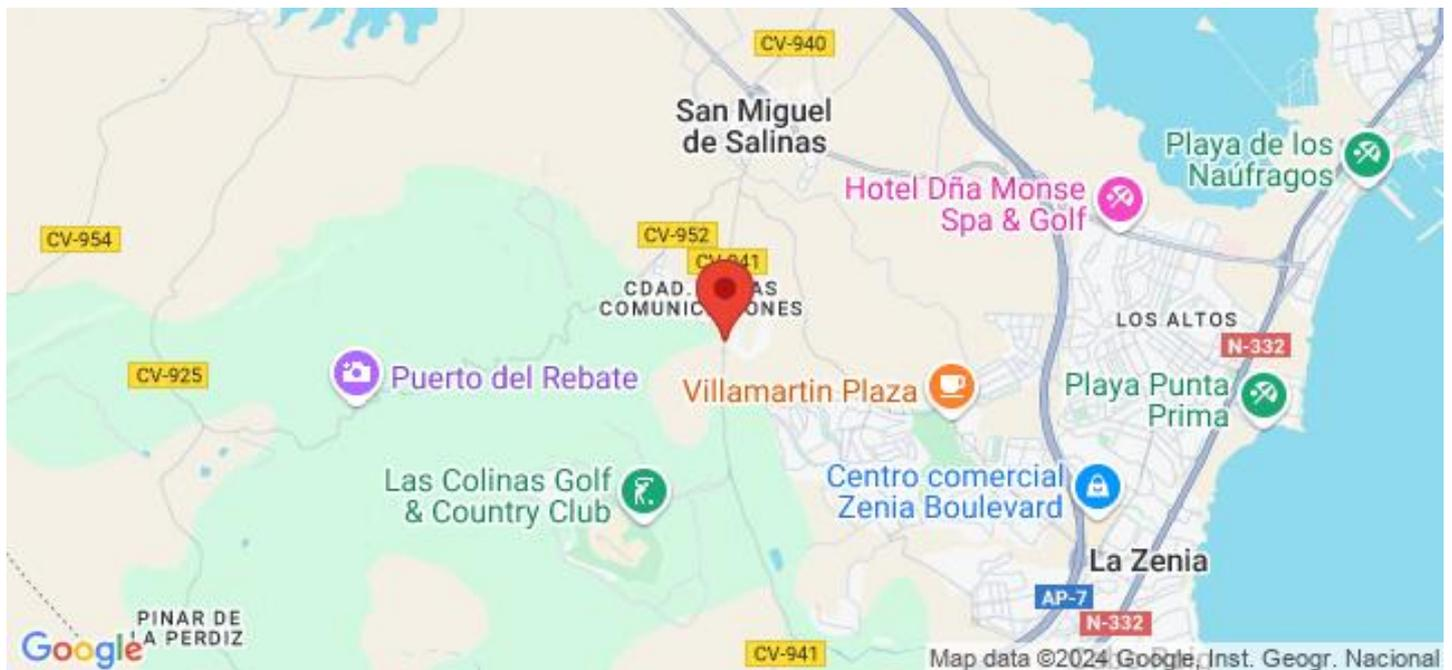 CV-940
San Miguel
de Salinas
Playa de los
Naúfragos
Hotel Dña Monse
Spa & Golf
CV-954
CV-952
CV-941
CDAD.
COMUNIC
ONES
LOS ALTOS
N-332
CV-925
Puerto del Rebate
Villamartin Plaza
Playa Punta
Prima
Las Colinas Golf
& Country Club
Centro comercial
Zenia Boulevard
La Zenia
AP-7
N-332
PINAR DE
LA PERDIZ
Google
CV-941
Map data ©2024 Google, Inst. Geogr. Nacional